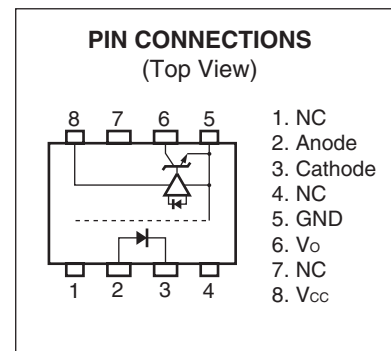 PIN CONNECTIONS
(Top View)
8 7 6 5
1 2 3 4
1. NC
2. Anode
3. Cathode
4. NC
5. GND
6. Vo
7. NC
8. Vcc